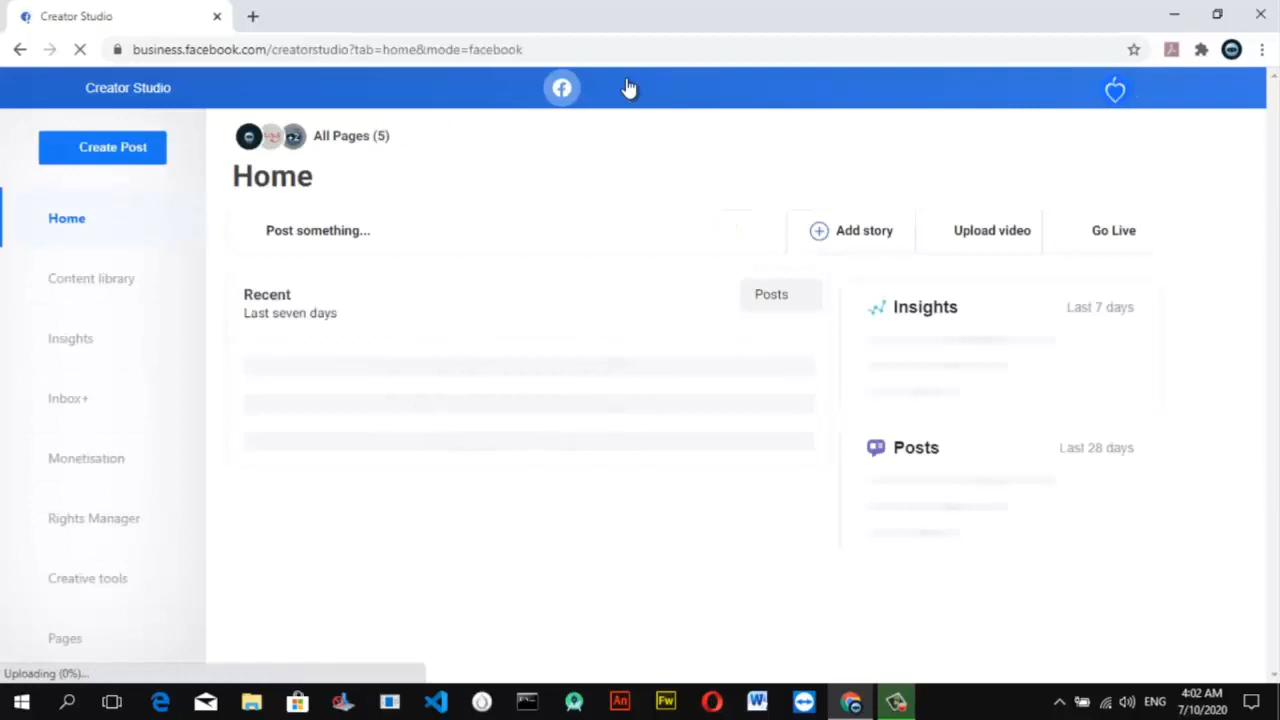 Creator Studio
business.facebook.com/creatorstudio?tab=home&mode=facebook
Creator Studio
Create Post
Home
Content library
Insights
Inbox+
Monetisation
Rights Manager
Creative tools
Pages
+2 All Pages (5)
Home
Post something...
Add story
Upload video
Go Live
Recent
Last seven days
Posts
Insights
Last 7 days
Posts
Last 28 days
Uploading (0%)...
An
Fw
W
ENG
4:02 AM
7/10/2020